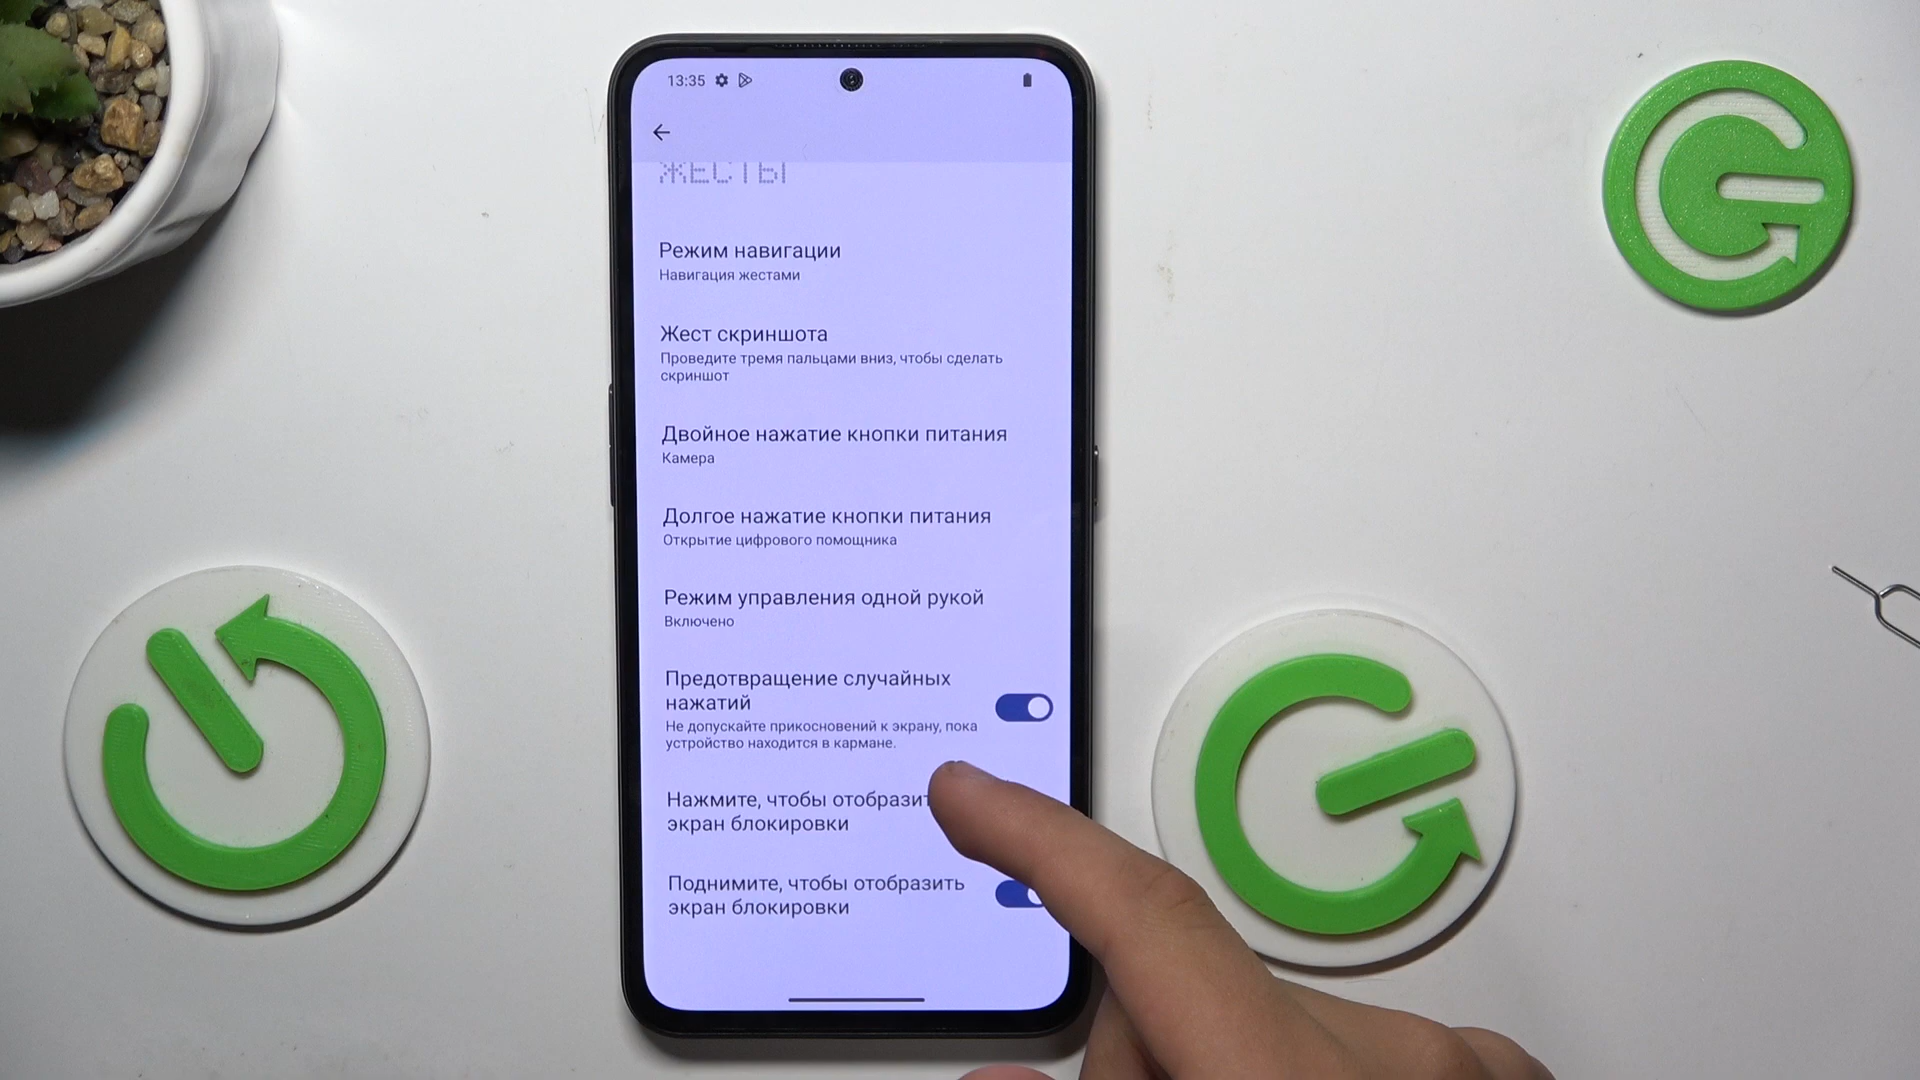 13:35
ЖЕСТЫ
Режим навигации
Навигация жестами
Жест скриншота
Проведите тремя пальцами вниз, чтобы сделать
скриншот
Двойное нажатие кнопки питания
Камера
Долгое нажатие кнопки питания
Открытие цифрового помощника
Режим управления одной рукой
Включено
Предотвращение случайных
нажатий
Не допускайте прикосновений к экрану, пока
устройство находится в кармане.
Нажмите, чтобы отобразит
экран блокировки
Поднимите, чтобы отобразить
экран блокировки